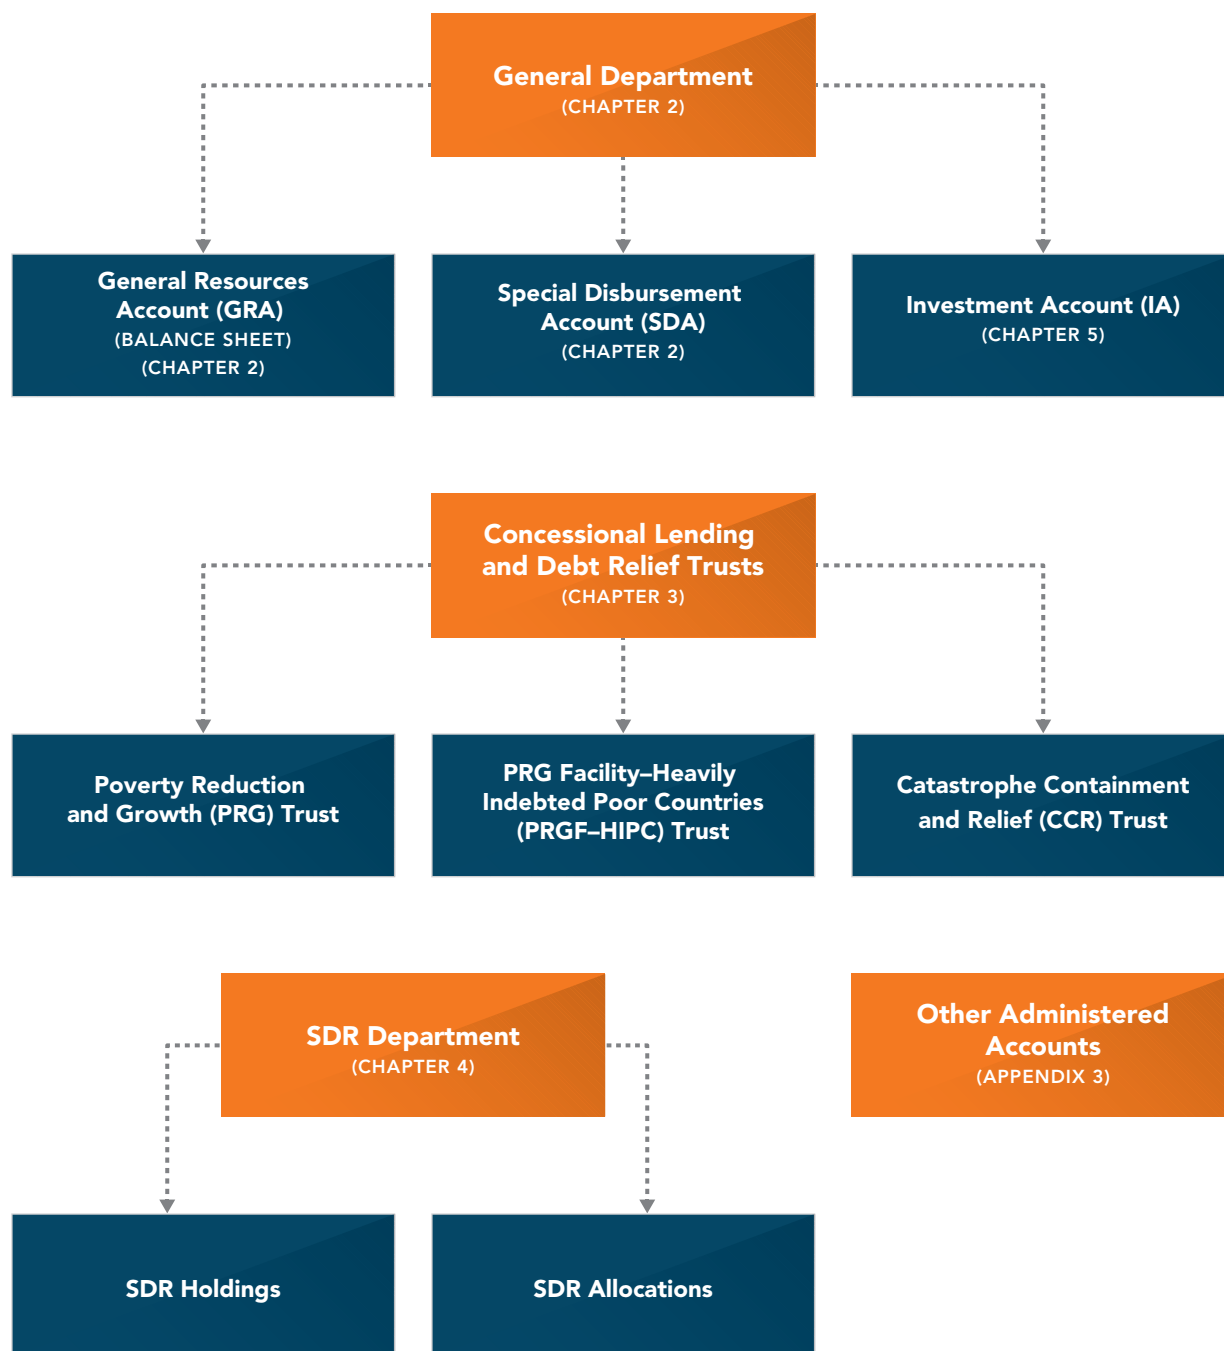 General Department
(CHAPTER 2)
General Resources
Account (GRA)
(BALANCE SHEET)
(CHAPTER 2)
Special Disbursement
Account (SDA)
(CHAPTER 2)
Investment Account (IA)
(CHAPTER 5)
Concessional Lending
and Debt Relief Trusts
(CHAPTER 3)
Poverty Reduction
and Growth (PRG) Trust
PRG Facility–Heavily
Indebted Poor Countries
(PRGF–HIPC) Trust
Catastrophe Containment
and Relief (CCR) Trust
SDR Department
(CHAPTER 4)
Other Administered
Accounts
(APPENDIX 3)
SDR Holdings
SDR Allocations